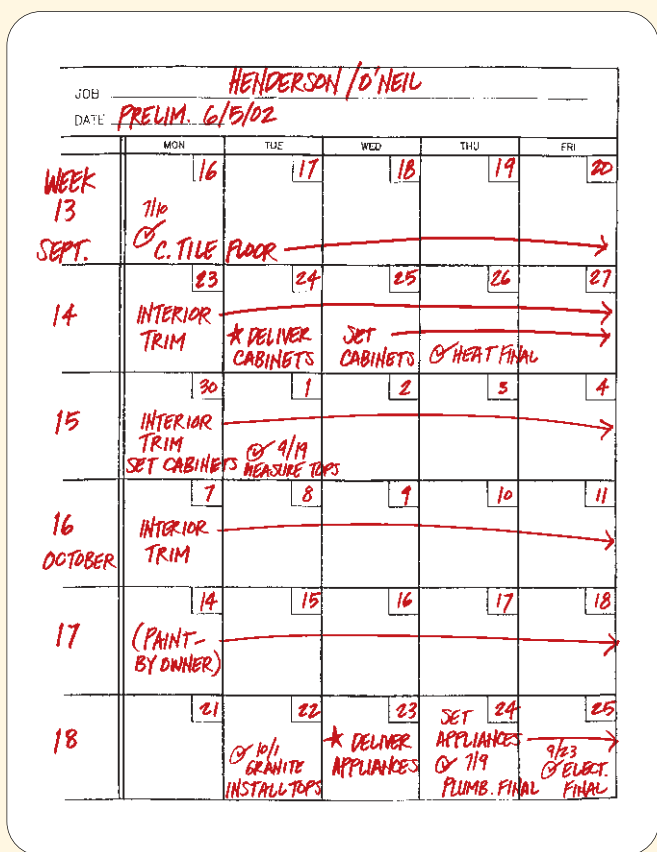 JOB HENDERSON/O'NEIL
DATE PRELIM. 6/5/02
MON TUE WED THU FRI
WEEK 13 SEPT.
16 17 18 19 20
7/10
C. TILE FLOOR
14
23 24 25 26 27
INTERIOR TRIM
★ DELIVER CABINETS
SET CABINETS
HEAT FINAL
15
30 1 2 3 4
INTERIOR TRIM
SET CABINETS
9/19
MEASURE TOPS
16 OCTOBER
7 8 9 10 11
INTERIOR TRIM
17
14 15 16 17 18
(PAINT-BY OWNER)
18
21 22 23 24 25
10/1
GRANITE
INSTALL TOPS
★ DELIVER APPLIANCES
SET APPLIANCES
7/9
PLUMB. FINAL
9/23
ELECT. FINAL